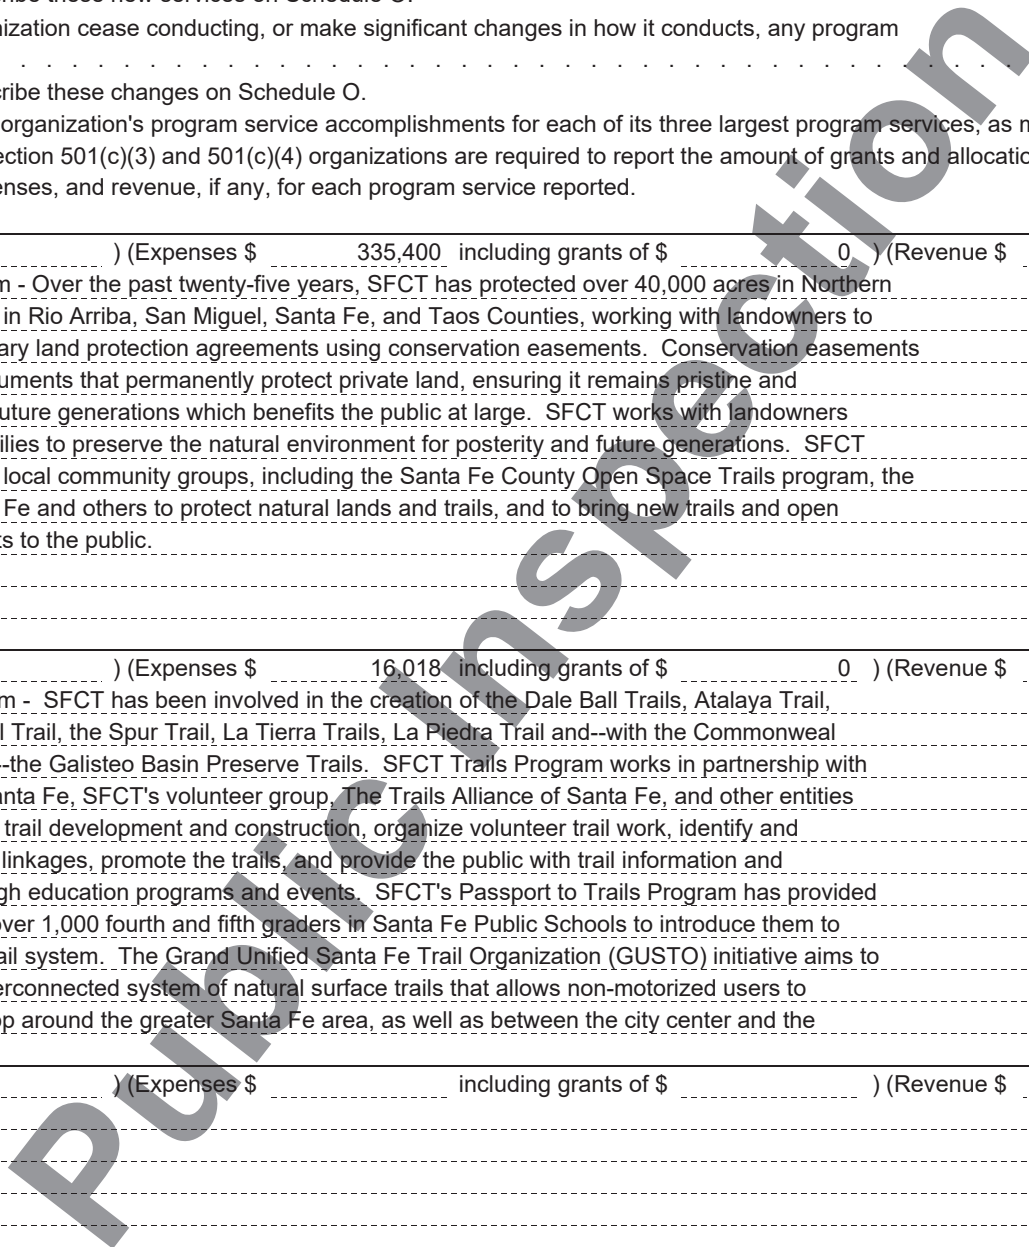 ization cease conducting, or make significant changes in how it conducts, any program
. . . . . . . . . . . . . . . . . . . . . . . . . . . . . . .
cribe these changes on Schedule O.
organization's program service accomplishments for each of its three largest program services, as m
ection 501(c)(3) and 501(c)(4) organizations are required to report the amount of grants and allocatio
enses, and revenue, if any, for each program service reported.
) (Expenses $ 335,400 including grants of $ 0 ) (Revenue $
m - Over the past twenty-five years, SFCT has protected over 40,000 acres in Northern
in Rio Arriba, San Miguel, Santa Fe, and Taos Counties, working with landowners to
ary land protection agreements using conservation easements. Conservation easements
uments that permanently protect private land, ensuring it remains pristine and
uture generations which benefits the public at large. SFCT works with landowners
ilies to preserve the natural environment for posterity and future generations. SFCT
local community groups, including the Santa Fe County Open Space Trails program, the
Fe and others to protect natural lands and trails, and to bring new trails and open
ts to the public.
) (Expenses $ 16,018 including grants of $ 0 ) (Revenue $
m - SFCT has been involved in the creation of the Dale Ball Trails, Atalaya Trail,
l Trail, the Spur Trail, La Tierra Trails, La Piedra Trail and--with the Commonweal
--the Galisteo Basin Preserve Trails. SFCT Trails Program works in partnership with
anta Fe, SFCT's volunteer group, The Trails Alliance of Santa Fe, and other entities
trail development and construction, organize volunteer trail work, identify and
linkages, promote the trails, and provide the public with trail information and
gh education programs and events. SFCT's Passport to Trails Program has provided
over 1,000 fourth and fifth graders in Santa Fe Public Schools to introduce them to
ail system. The Grand Unified Santa Fe Trail Organization (GUSTO) initiative aims to
erconnected system of natural surface trails that allows non-motorized users to
op around the greater Santa Fe area, as well as between the city center and the
) (Expenses $ including grants of $ ) (Revenue $
Public Inspection